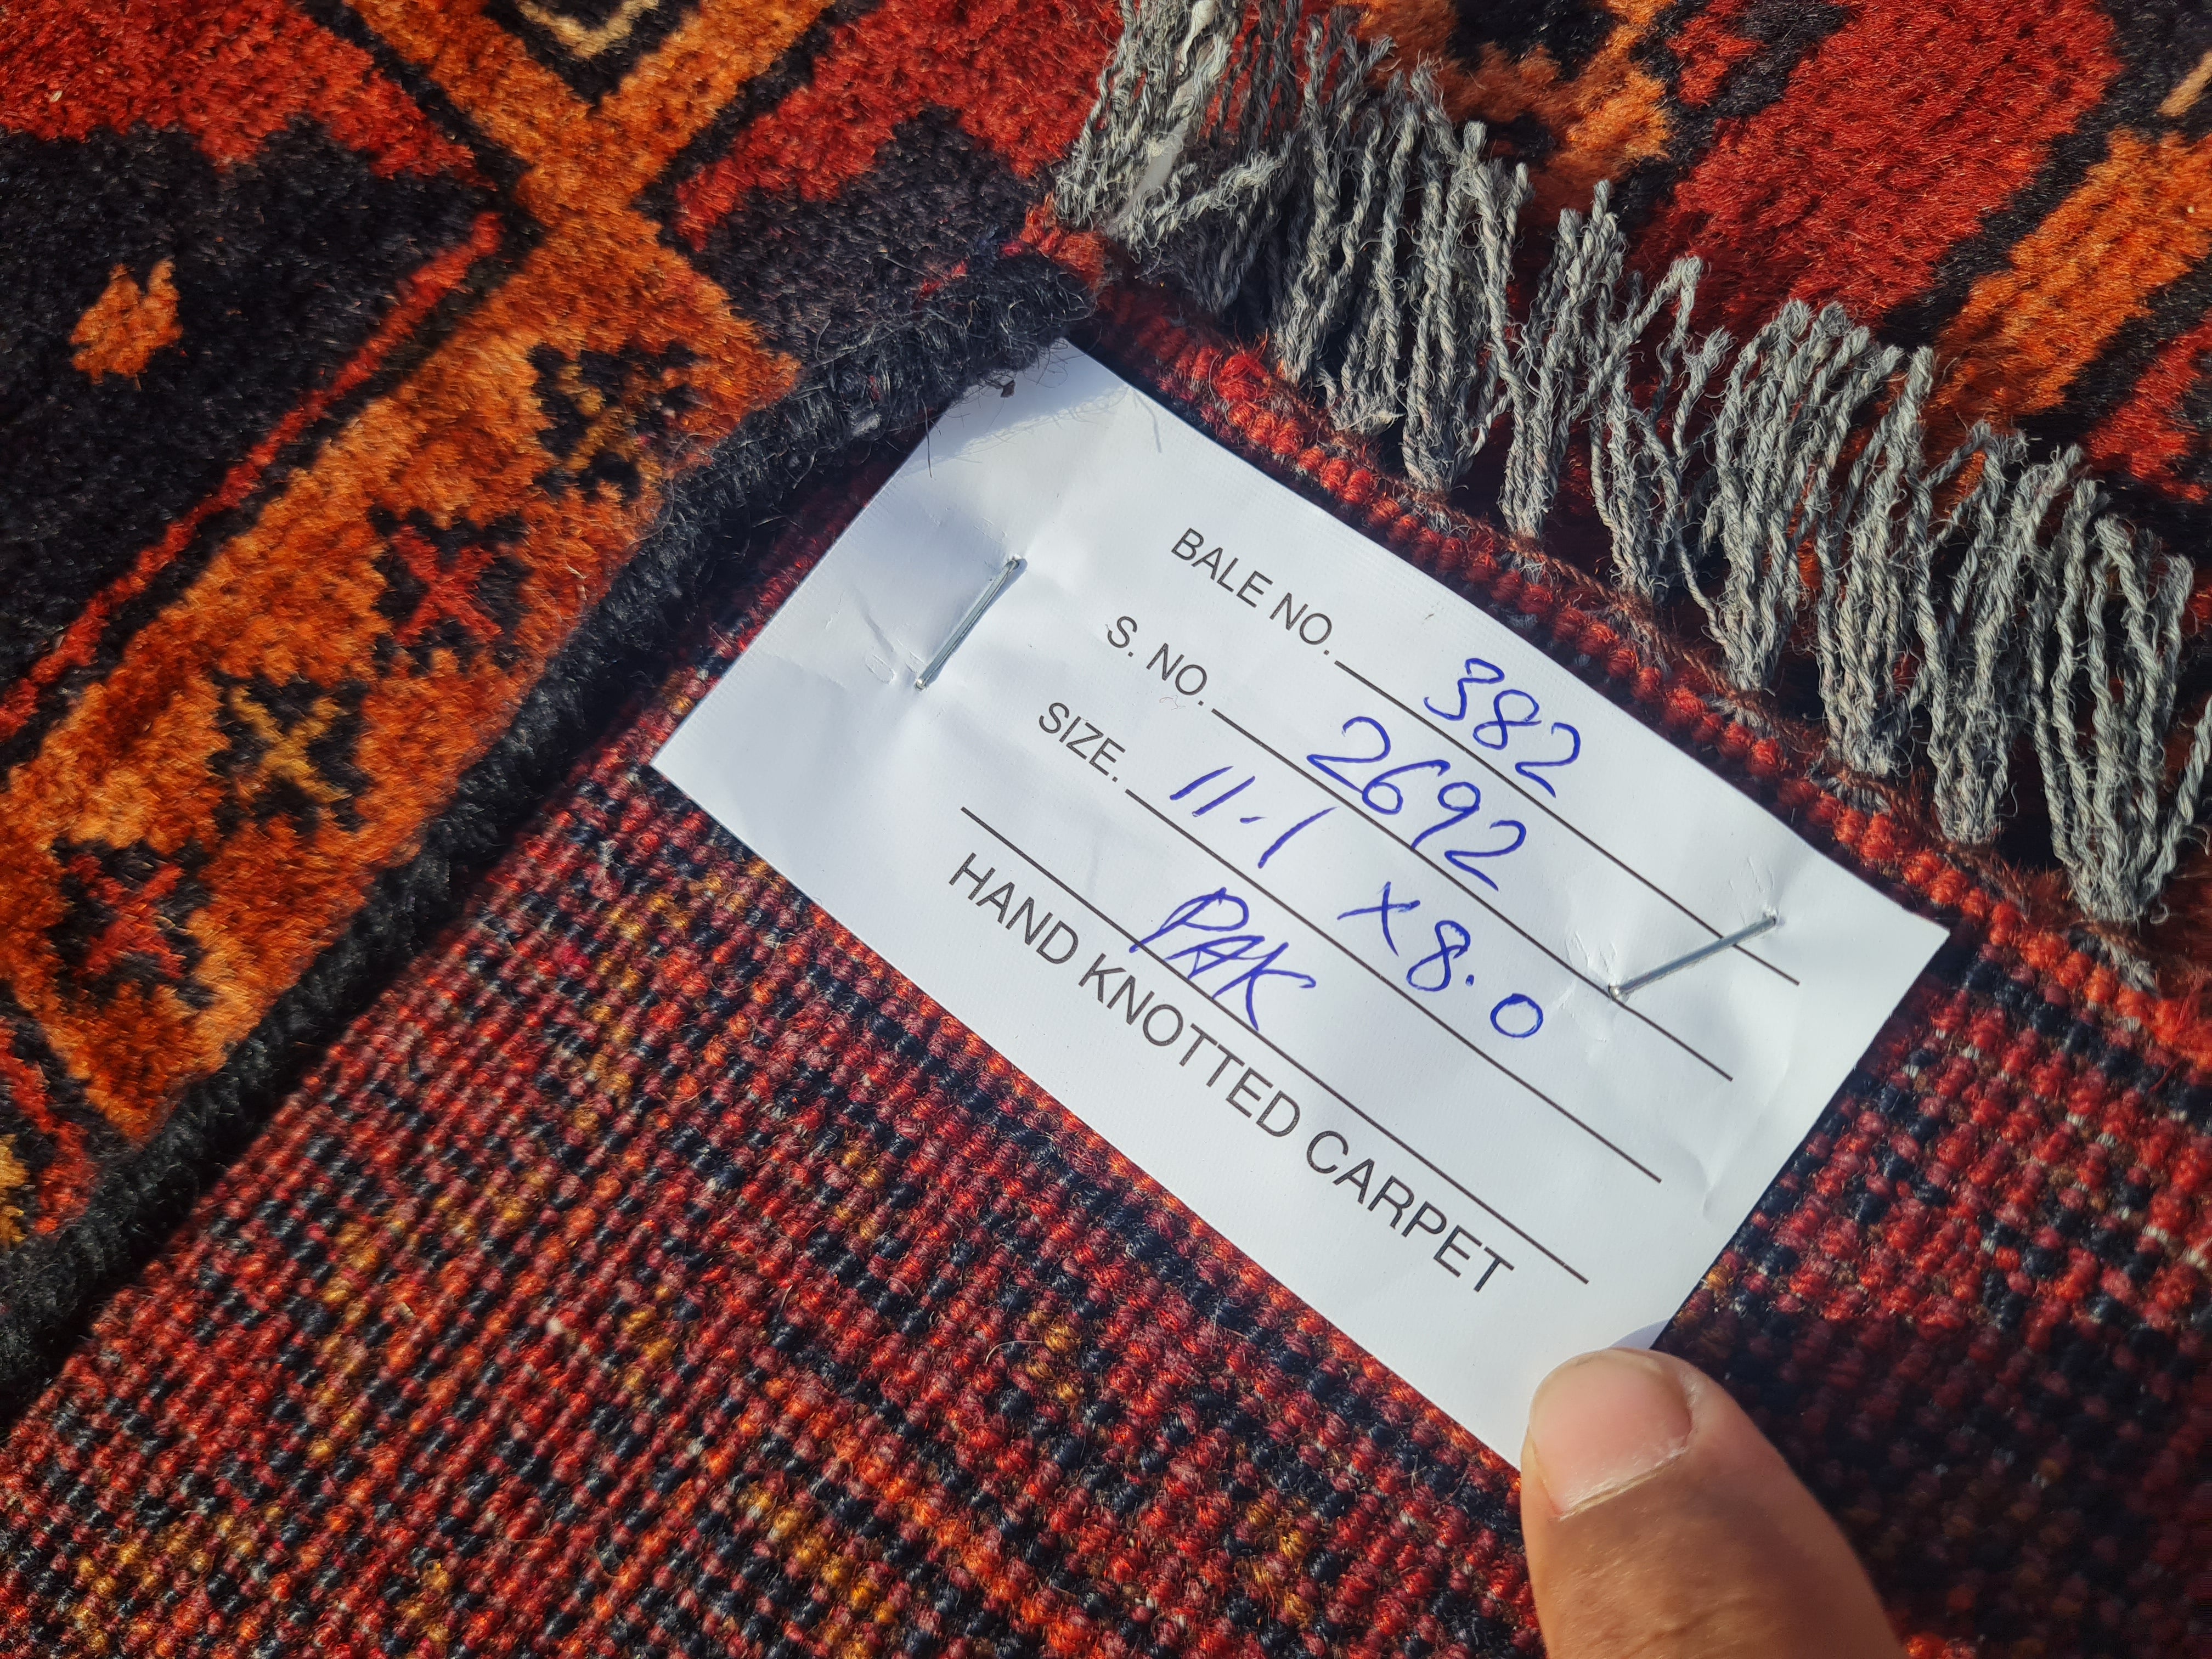 BALE NO. 382
S. NO. 2692
SIZE. 11.1 x 8.0
PAK
HAND KNOTTED CARPET